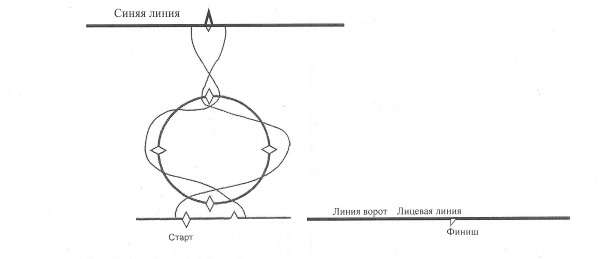 Синяя линия
Линия ворот Лицевая линия
Старт
Финиш